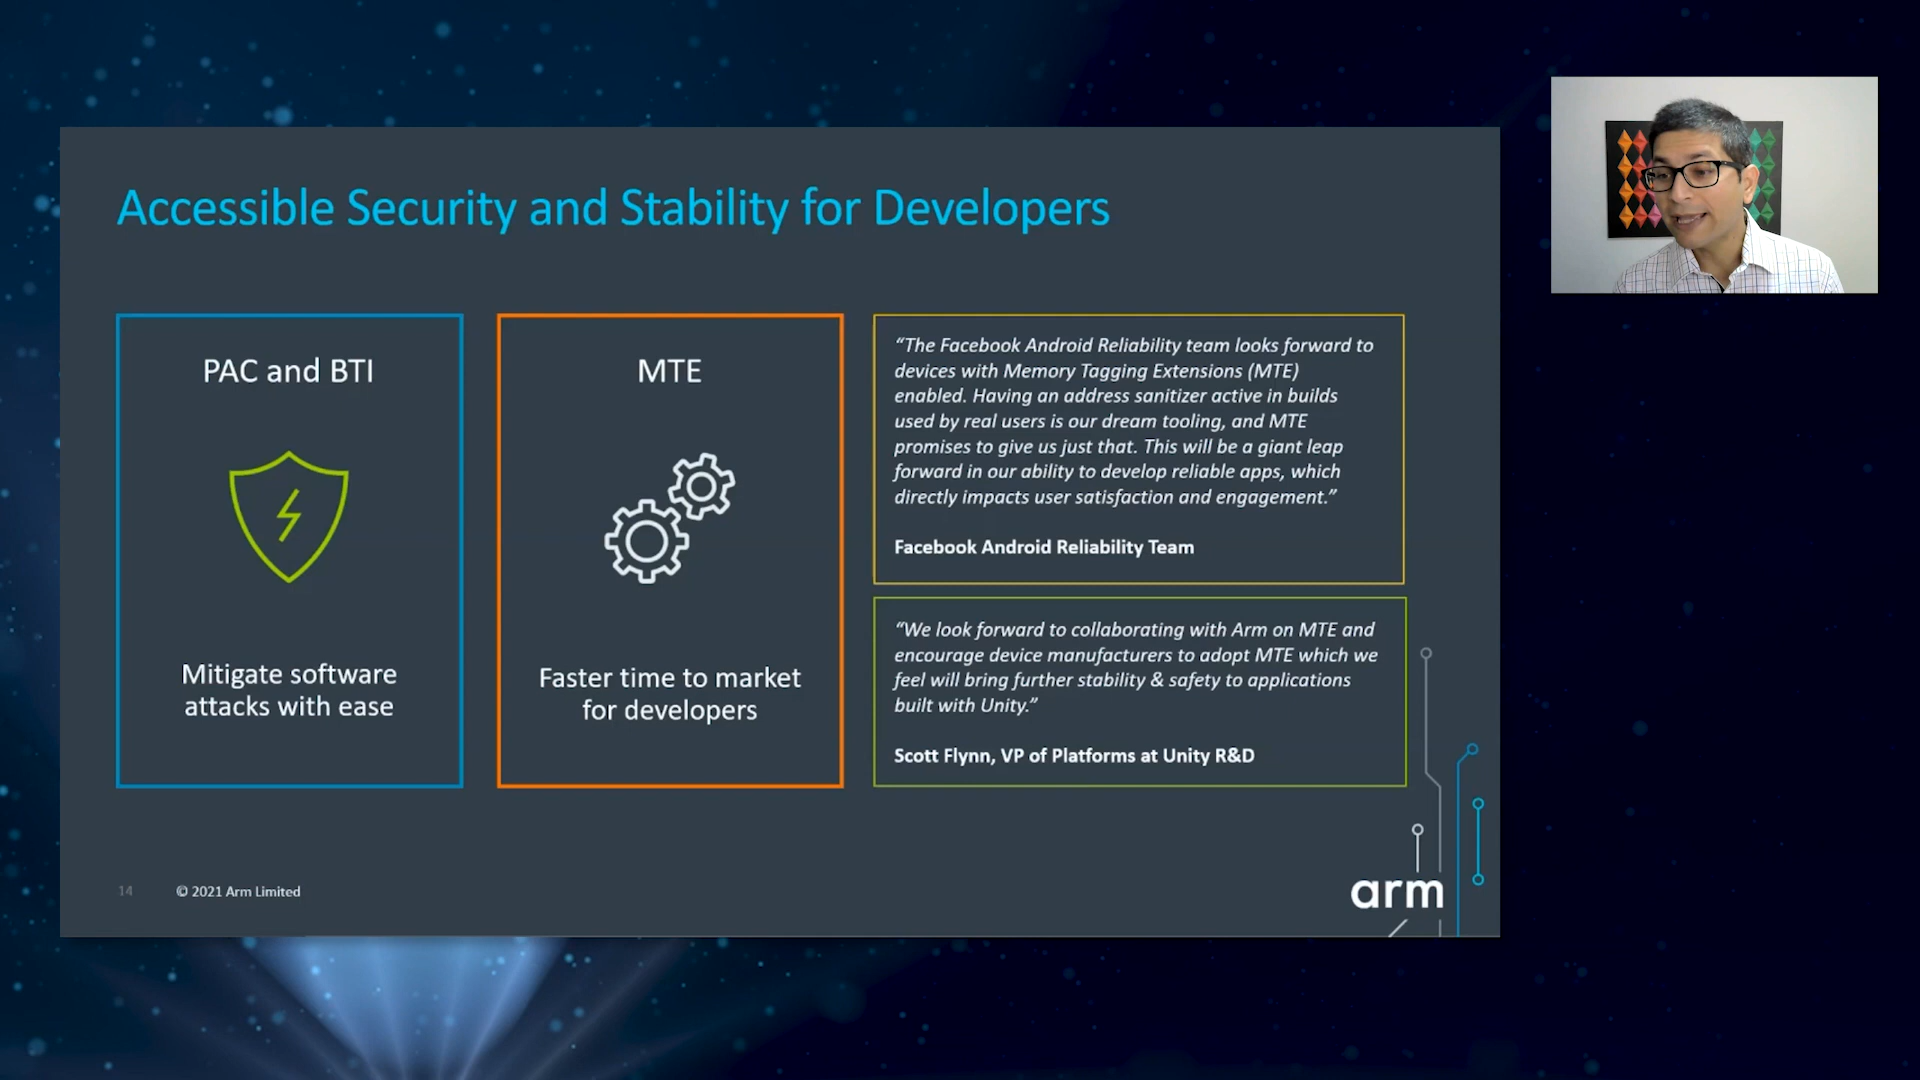 Accessible Security and Stability for Developers
PAC and BTI
Mitigate software
attacks with ease
MTE
Faster time to market
for developers
“The Facebook Android Reliability team looks forward to
devices with Memory Tagging Extensions (MTE)
enabled. Having an address sanitizer active in builds
used by real users is our dream tooling, and MTE
promises to give us just that. This will be a giant leap
forward in our ability to develop reliable apps, which
directly impacts user satisfaction and engagement.”
Facebook Android Reliability Team
“We look forward to collaborating with Arm on MTE and
encourage device manufacturers to adopt MTE which we
feel will bring further stability & safety to applications
built with Unity.”
Scott Flynn, VP of Platforms at Unity R&D
14
© 2021 Arm Limited
arm